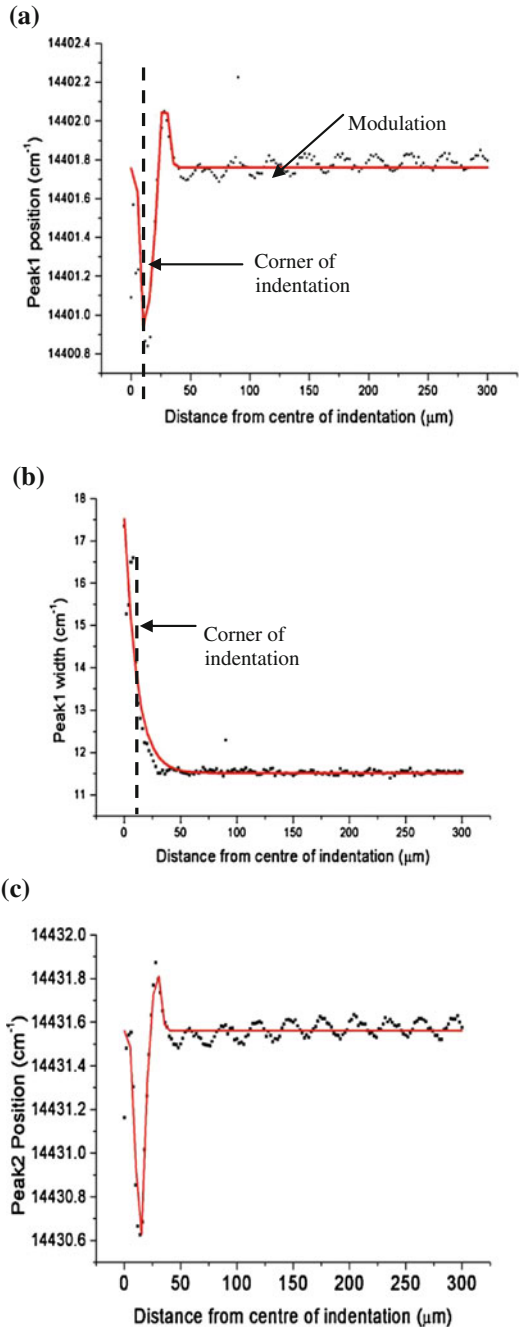 (a)
14402.4
14402.2
14402.0
14401.8
14401.6
14401.4
14401.2
14401.0
14400.8
Peak1 position (cm⁻¹)
Modulation
Corner of
indentation
0 50 100 150 200 250 300
Distance from centre of indentation (μm)
(b)
18
17
16
15
14
13
12
11
Peak1 width (cm⁻¹)
Corner of
indentation
0 50 100 150 200 250 300
Distance from centre of indentation (μm)
(c)
14432.0
14431.8
14431.6
14431.4
14431.2
14431.0
14430.8
14430.6
Peak2 Position (cm⁻¹)
0 50 100 150 200 250 300
Distance from centre of indentation (μm)